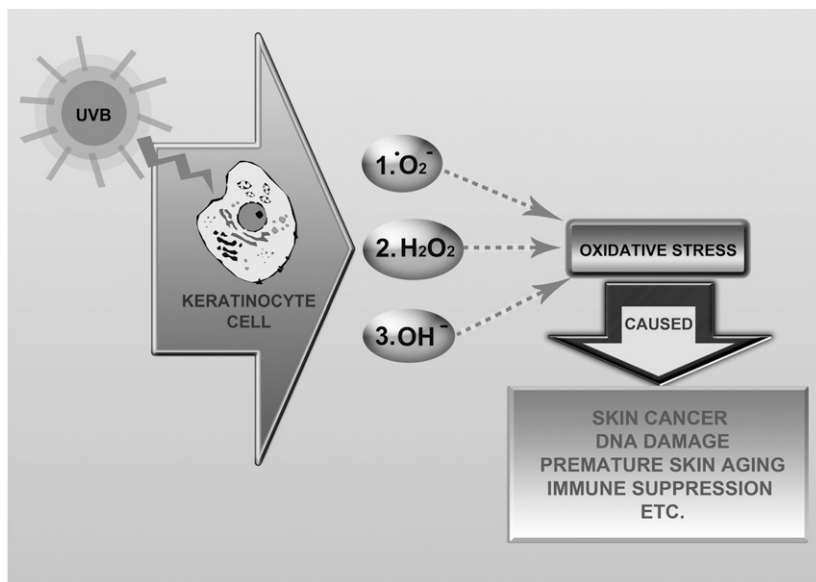 UVB
KERATINOCYTE
CELL
1.˙O₂⁻
2.H₂O₂
3.OH⁻
OXIDATIVE STRESS
CAUSED
SKIN CANCER
DNA DAMAGE
PREMATURE SKIN AGING
IMMUNE SUPPRESSION
ETC.